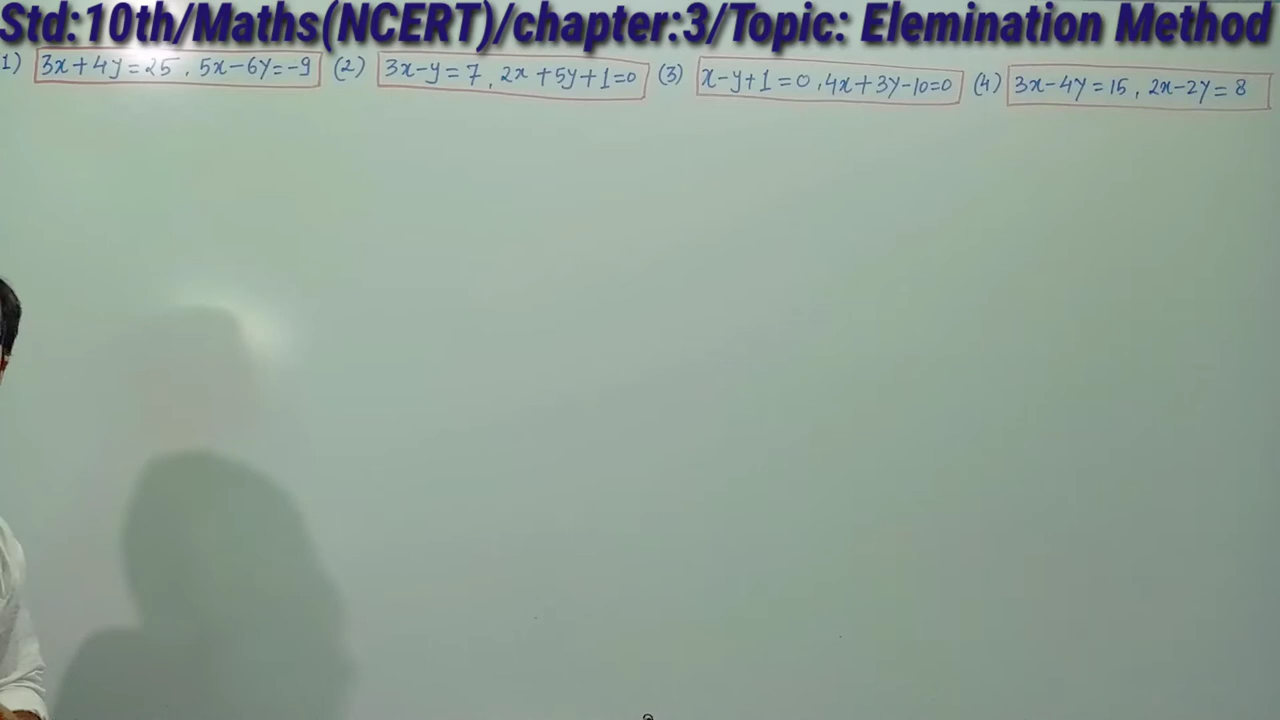 Std:10th/Maths(NCERT)/chapter:3/Topic: Elemination Method
1) 3x+4y=25, 5x-6y=-9 (2) 3x-y=7, 2x+5y+1=0 (3) x-y+1=0, 4x+3y-10=0 (4) 3x-4y=15, 2x-2y=8